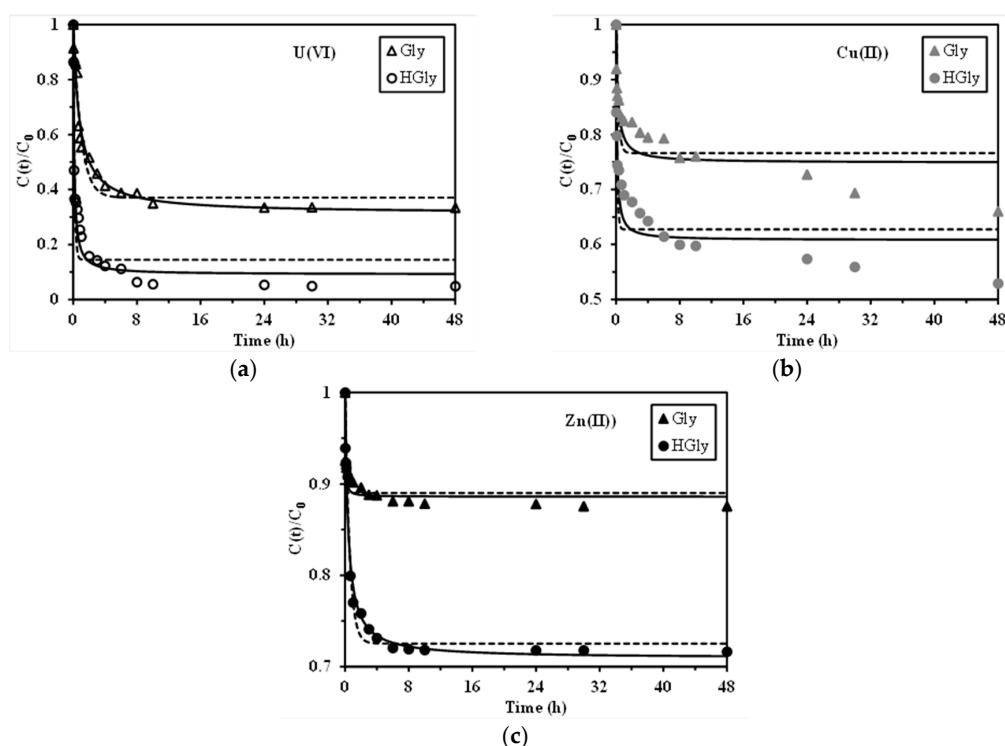 1
0.8
0.6
0.4
0.2
0
C(t)/C0
U(VI)
Gly
HGly
0 8 16 24 32 40 48
Time (h)
(a)
1
0.9
0.8
0.7
0.6
0.5
C(t)/C0
Cu(II)
Gly
HGly
0 8 16 24 32 40 48
Time (h)
(b)
1
0.9
0.8
0.7
C(t)/C0
Zn(II))
Gly
HGly
0 8 16 24 32 40 48
Time (h)
(c)